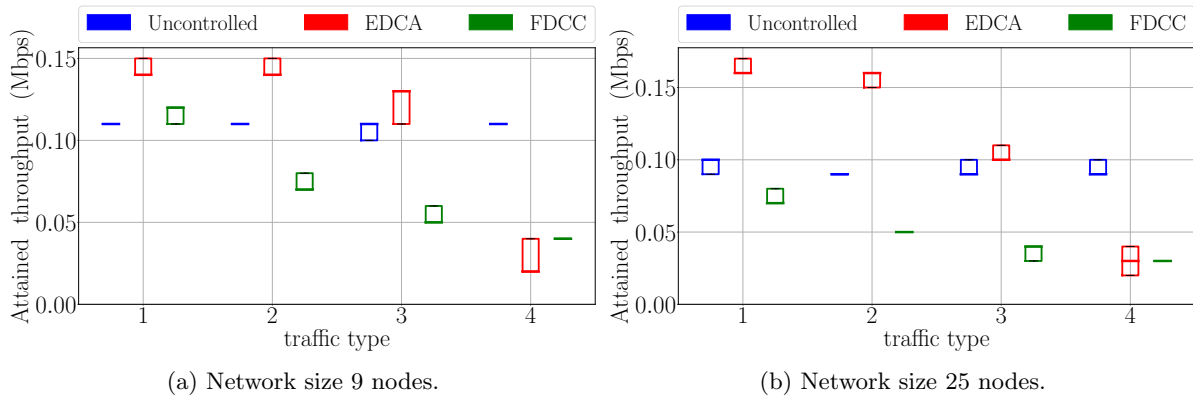 Uncontrolled EDCA FDCC
Attained throughput (Mbps)
0.15
0.10
0.05
0.00
1 2 3 4
traffic type
(a) Network size 9 nodes.
Uncontrolled EDCA FDCC
Attained throughput (Mbps)
0.15
0.10
0.05
0.00
1 2 3 4
traffic type
(b) Network size 25 nodes.